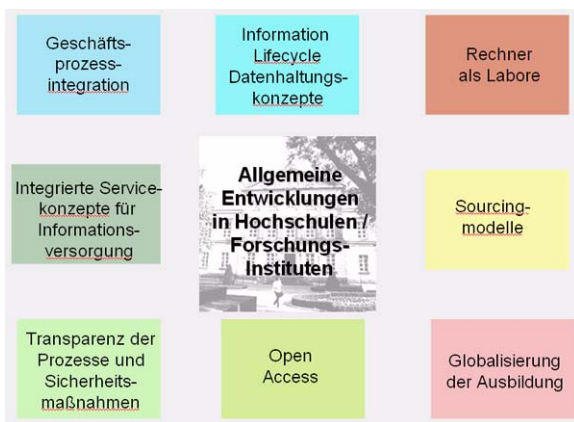 Geschäfts-
prozess-
integration
Information
Lifecycle
Datenhaltungs-
konzepte
Rechner
als Labore
Integrierte Service-
konzepte für
Informations-
versorgung
Allgemeine
Entwicklungen
in Hochschulen /
Forschungs-
Instituten
Sourcing-
modelle
Transparenz der
Prozesse und
Sicherheits-
maßnahmen
Open
Access
Globalisierung
der Ausbildung